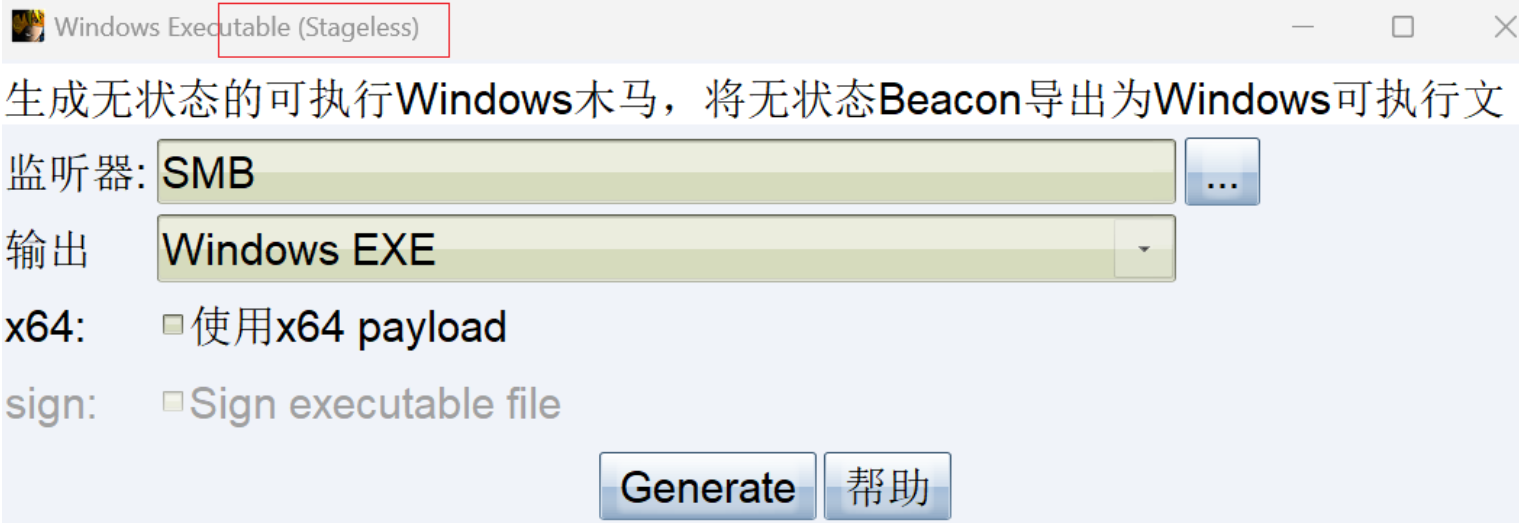 Windows Executable (Stageless)
生成无状态的可执行Windows木马，将无状态Beacon导出为Windows可执行文
监听器: SMB ...
输出 Windows EXE
x64: 使用x64 payload
sign: Sign executable file
Generate 帮助